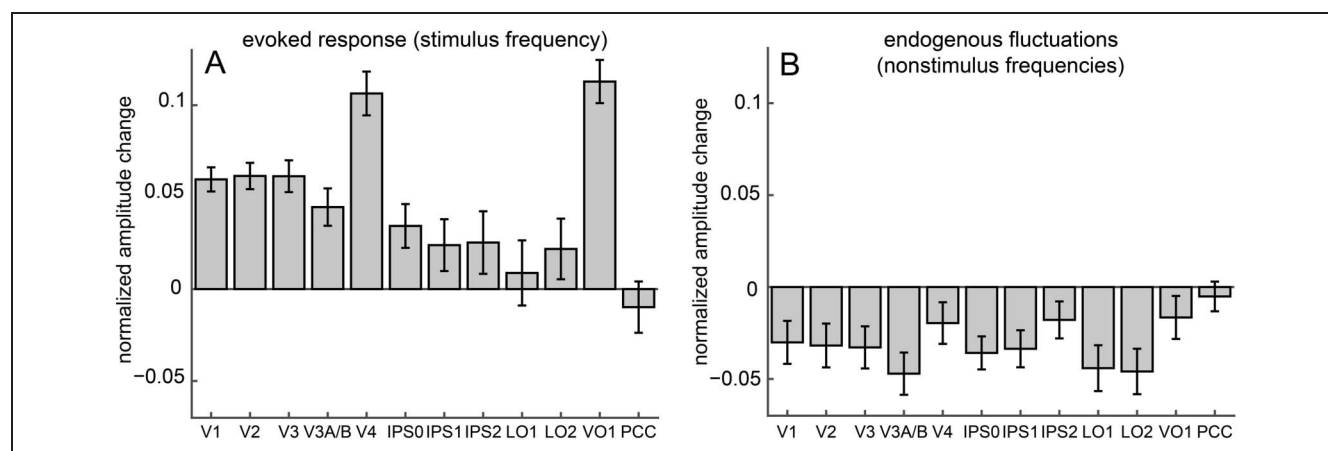 evoked response (stimulus frequency)
A
normalized amplitude change
0.1
0.05
0
−0.05
V1 V2 V3 V3A/B V4 IPS0 IPS1 IPS2 LO1 LO2 VO1 PCC
endogenous fluctuations
(nonstimulus frequencies)
B
normalized amplitude change
0.1
0.05
0
−0.05
V1 V2 V3 V3A/B V4 IPS0 IPS1 IPS2 LO1 LO2 VO1 PCC